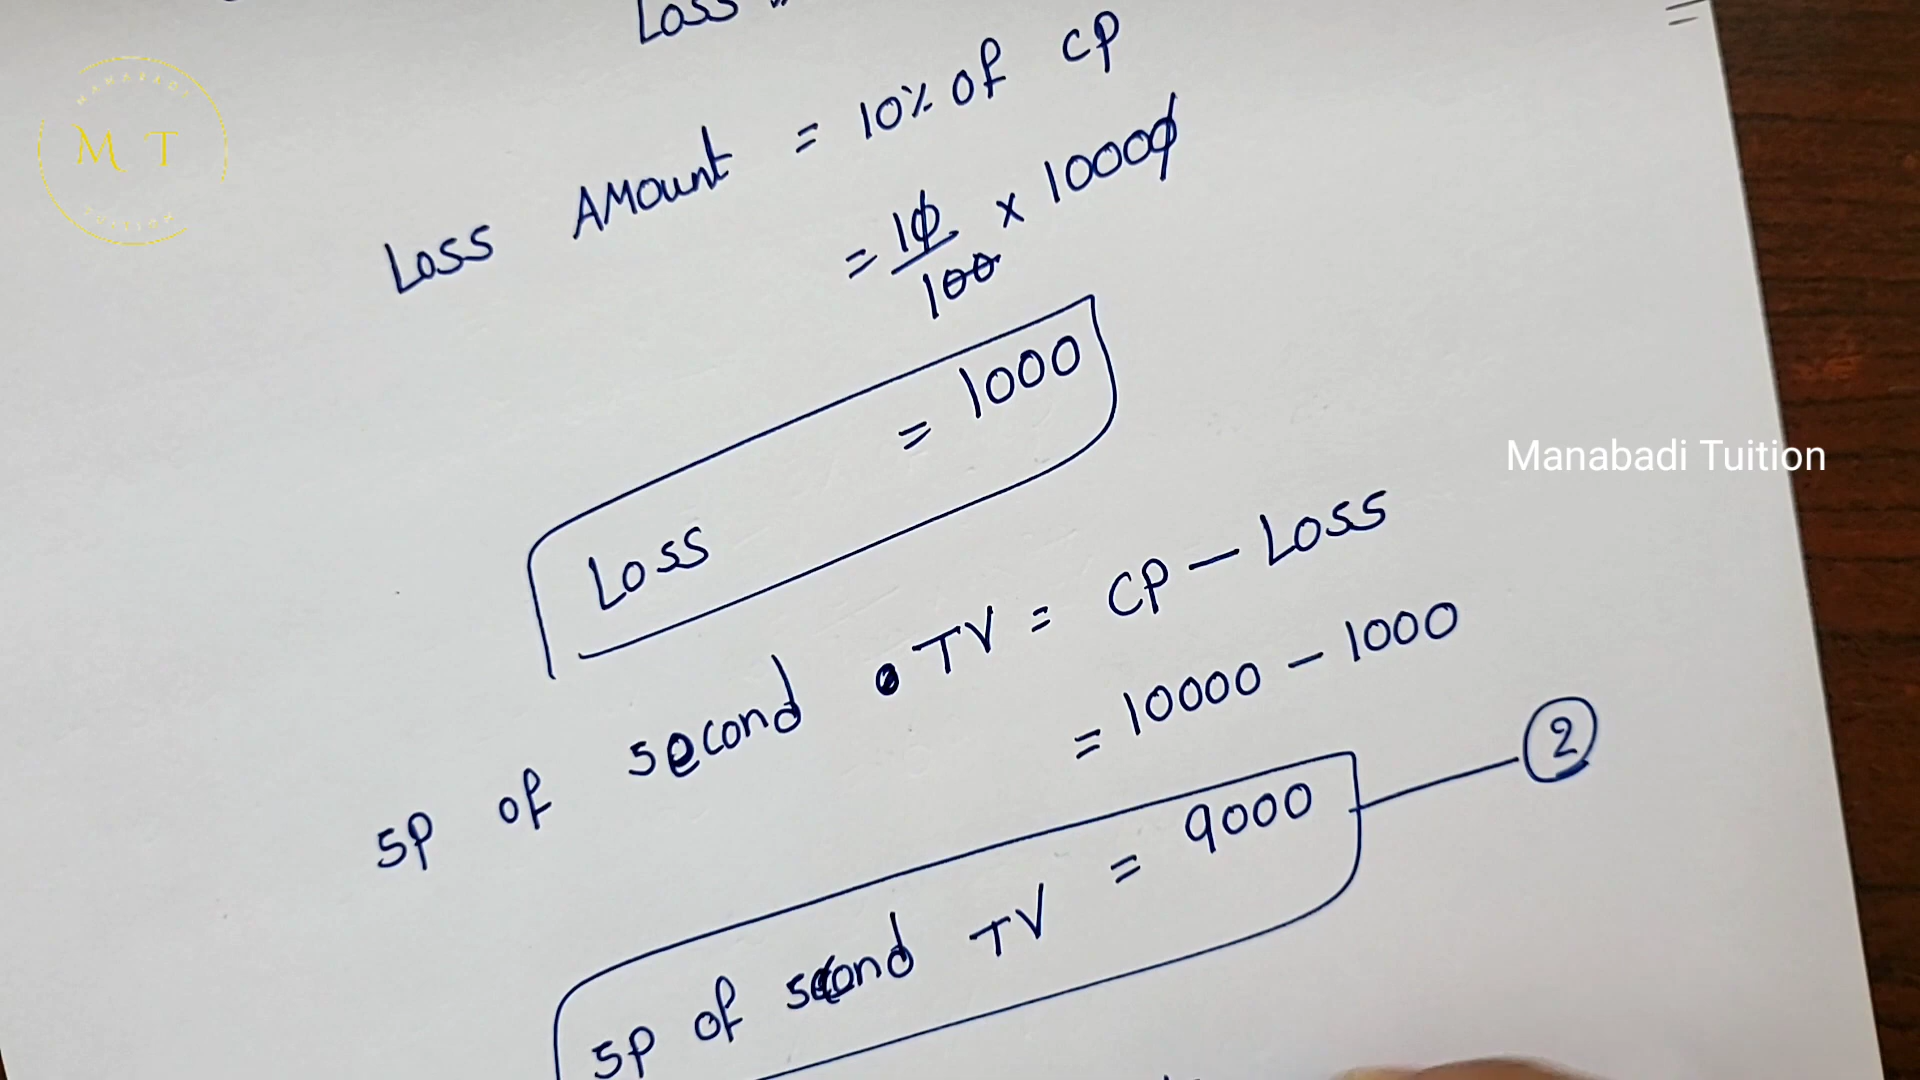 Loss
Loss Amount = 10% of CP
= 10/100 x 10000
Loss = 1000
SP of second TV = CP - Loss
= 10000 - 1000
SP of second TV = 9000
2
M T
Manabadi Tuition